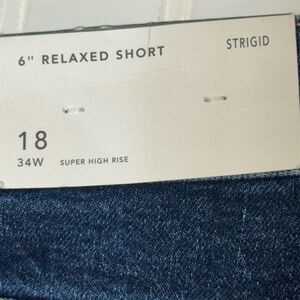 6" RELAXED SHORT STRIGID
18
34W SUPER HIGH RISE